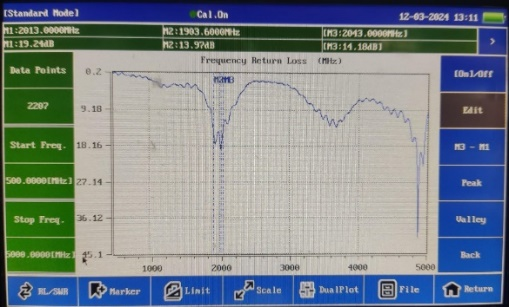 [Standard Mode]
Cal.On
12-03-2024 13:11
M1:2013.0000MHz
M2:1903.6000MHz
[M3:2043.0000MHz]
M1:19.24dB
M2:13.97dB
[M3:14.18dB]
>
Frequency Return Loss (MHz)
Data Points
2207
Start Freq.
500.0000[MHz]
Stop Freq.
5000.0000[MHz]
0.2
9.18
18.16
27.14
36.12
45.1
1000
2000
3000
4000
5000
[On]/Off
Edit
M3 - M1
Peak
Valley
Back
RL/SWR
Marker
Limit
Scale
DualPlot
File
Return